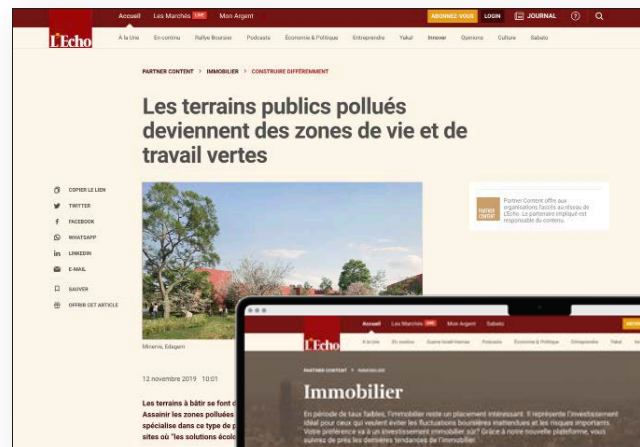 Accueil Les Marchés LIVE Mon Argent ABONNEZ-VOUS LOGIN JOURNAL
L'Echo
À la Une En continu Rallye Boursier Podcasts Économie & Politique Entreprendre Yakal Innover Opinions Culture Sabato
PARTNER CONTENT > IMMOBILIER > CONSTRUIRE DIFFÉREMMENT
Les terrains publics pollués
deviennent des zones de vie et de
travail vertes
COPIER LE LIEN
TWITTER
FACEBOOK
WHATSAPP
LINKEDIN
E-MAIL
SAUVER
OFFRIR CET ARTICLE
PARTNER CONTENT
Partner Content offre aux
organisations l'accès au réseau de
L'Echo. Le partenaire impliqué est
responsable du contenu.
Minerve, Edegem
12 novembre 2019 10:01
Les terrains à bâtir se font
Assainir les zones polluées
spécialise dans ce type de
sites où "les solutions
Accueil Les Marchés LIVE Mon Argent Sabato
L'Echo
À la Une En continu Podcasts Économie & Politique Entreprendre Yakal
PARTNER CONTENT > IMMOBILIER
Immobilier
En période de taux faibles, l'immobilier reste un placement intéressant. Il représente l'investissement
idéal pour ceux qui veulent éviter les fluctuations boursières inattendues et les risques importants.
Votre préférence va à un investissement immobilier sûr? Grâce à notre nouvelle plateforme, vous
suivrez de près les dernières tendances de l'immobilier.